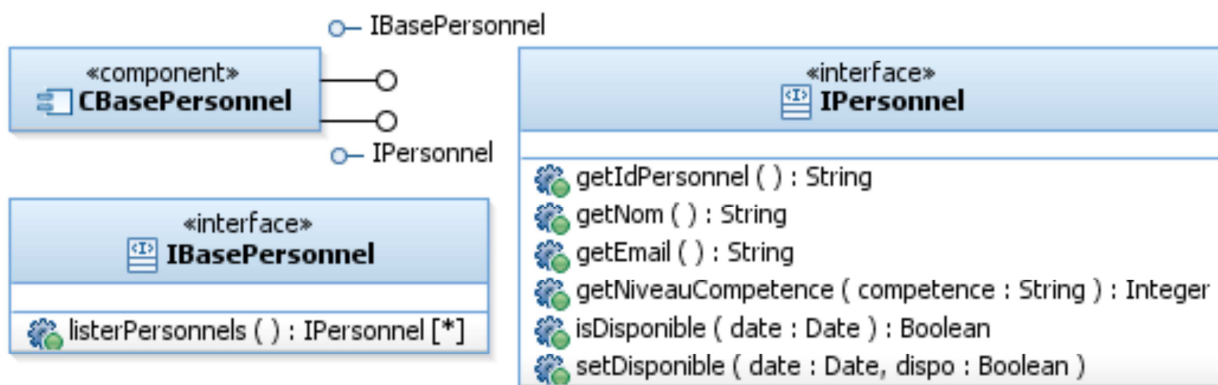 IBasePersonnel
«component»
CBasePersonnel
IPersonnel
«interface»
IBasePersonnel
listerPersonnels ( ) : IPersonnel [*]
«interface»
IPersonnel
getIdPersonnel ( ) : String
getNom ( ) : String
getEmail ( ) : String
getNiveauCompetence ( competence : String ) : Integer
isDisponible ( date : Date ) : Boolean
setDisponible ( date : Date, dispo : Boolean )